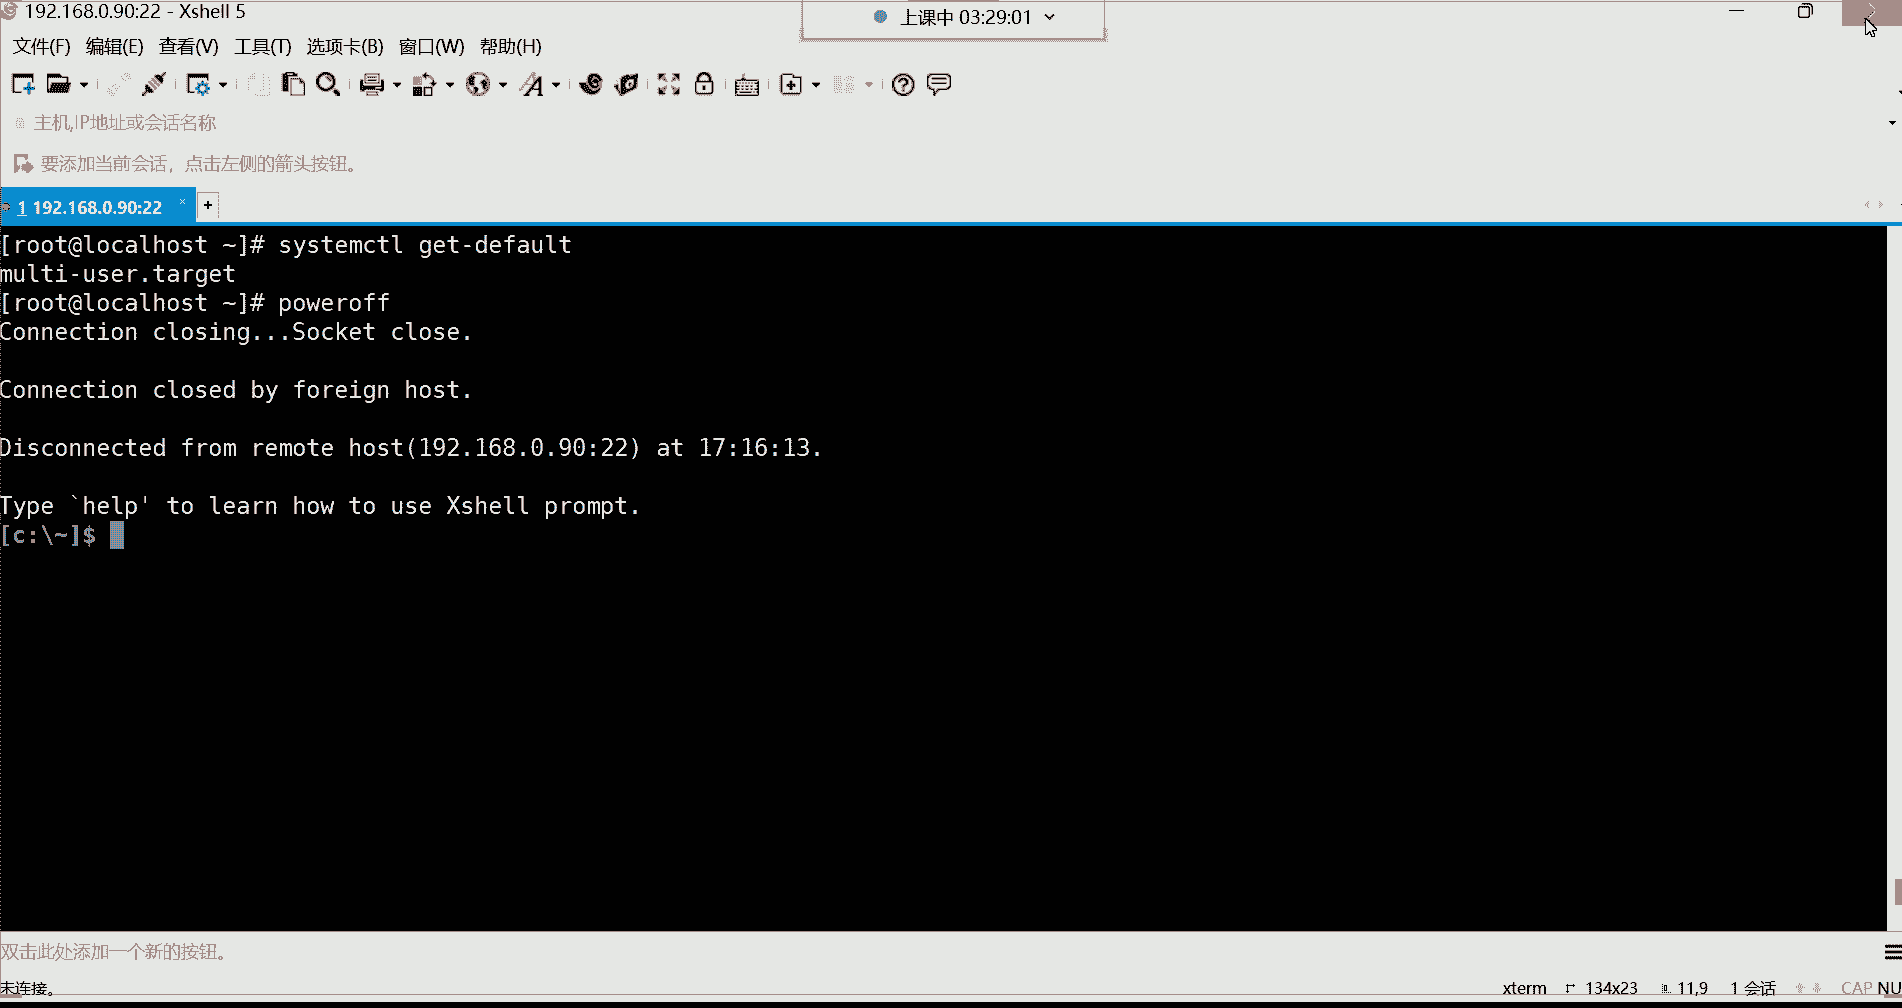 192.168.0.90:22 - Xshell 5
上课中 03:29:01
文件(F) 编辑(E) 查看(V) 工具(T) 选项卡(B) 窗口(W) 帮助(H)
主机,IP地址或会话名称
要添加当前会话，点击左侧的箭头按钮。
1 192.168.0.90:22
[root@localhost ~]# systemctl get-default
multi-user.target
[root@localhost ~]# poweroff
Connection closing...Socket close.
Connection closed by foreign host.
Disconnected from remote host(192.168.0.90:22) at 17:16:13.
Type `help' to learn how to use Xshell prompt.
[c:\~]$
双击此处添加一个新的按钮。
未连接。 xterm 134x23 11,9 1 会话 CAP NU